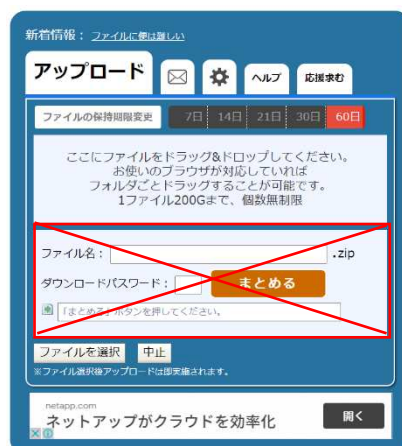 新着情報： ファイルに便は難しい
アップロード ヘルプ 応援求む
ファイルの保持期限変更 7日 14日 21日 30日 60日
ここにファイルをドラッグ&ドロップしてください。
お使いのブラウザが対応していれば
フォルダごとドラッグすることが可能です。
1ファイル200Gまで、個数無制限
ファイル名： .zip
ダウンロードパスワード： まとめる
「まとめる」ボタンを押してください。
ファイルを選択 中止
※ファイル選択後アップロードは即実施されます。
netapp.com
ネットアップがクラウドを効率化 開く